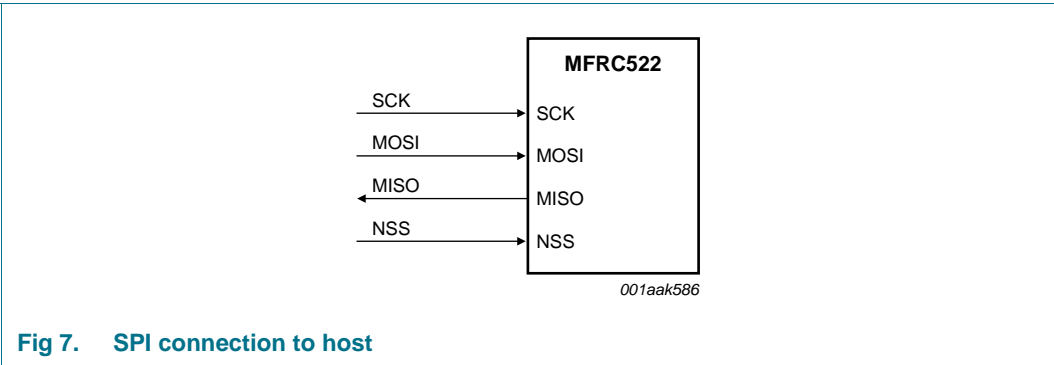 MFRC522
SCK SCK
MOSI MOSI
MISO MISO
NSS NSS
001aak586
Fig 7. SPI connection to host